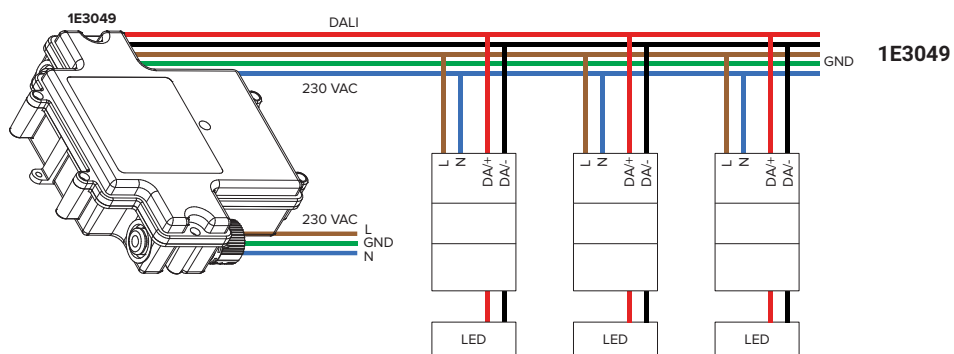 1E3049
DALI
1E3049
GND
230 VAC
L N DA/+ DA/-
L N DA/+ DA/-
L N DA/+ DA/-
230 VAC
L
GND
N
LED
LED
LED